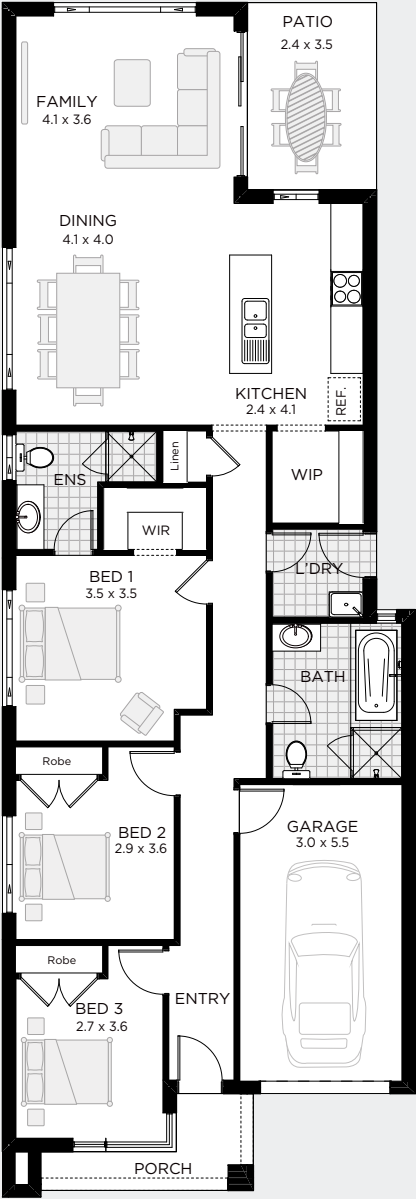 PATIO
2.4 x 3.5
FAMILY
4.1 x 3.6
DINING
4.1 x 4.0
KITCHEN
2.4 x 4.1
REF.
Linen
ENS
WIP
WIR
L'DRY
BED 1
3.5 x 3.5
BATH
Robe
BED 2
2.9 x 3.6
GARAGE
3.0 x 5.5
Robe
ENTRY
BED 3
2.7 x 3.6
PORCH